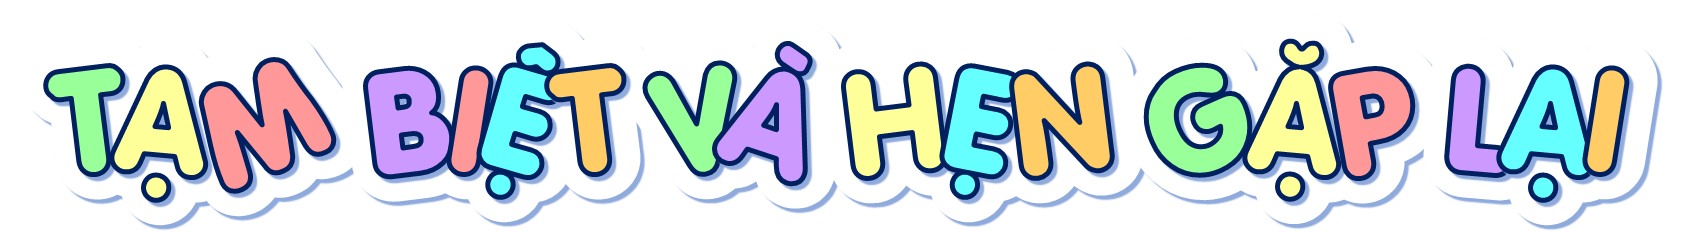 TẠM BIỆT VÀ HẸN GẶP LẠI